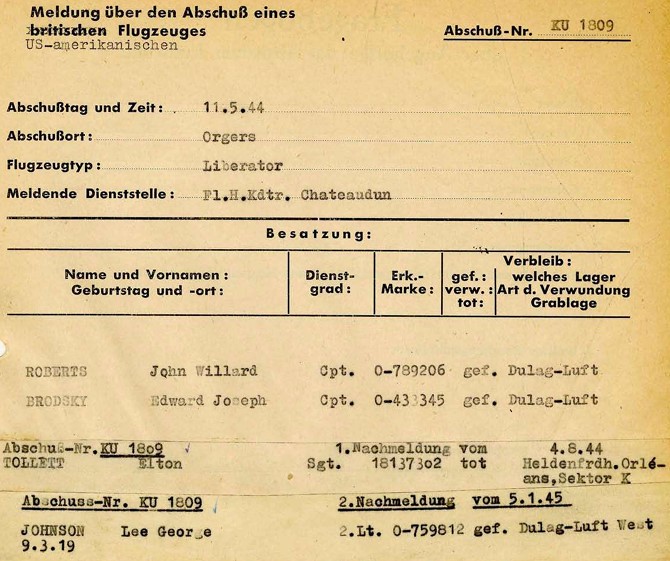 Meldung über den Abschuß eines
britischen Flugzeuges
US-amerikanischen
Abschuß-Nr. KU 1809
Abschußtag und Zeit: 11.5.44
Abschußort: Orgers
Flugzeugtyp: Liberator
Meldende Dienststelle: Fl.H.Kdtr. Chateaudun
Besatzung:
Name und Vornamen: Geburtstag und -ort:
Dienst-grad:
Erk.-Marke:
gef.: verw.: tot:
Verbleib:
welches Lager
Art d. Verwundung
Grablage
ROBERTS John Willard Cpt. O-789206 gef. Dulag-Luft
BRODSKY Edward Joseph Cpt. O-433345 gef. Dulag-Luft
Abschuß-Nr. KU 1809 1.Nachmeldung vom 4.8.44
TOLLETT Elton Sgt. 18137302 tot Heldenfrdh.Orlé-
ans,Sektor K
Abschuss-Nr. KU 1809 2.Nachmeldung vom 5.1.45
JOHNSON Lee George 2.Lt. O-759812 gef. Dulag-Luft West
9.3.19